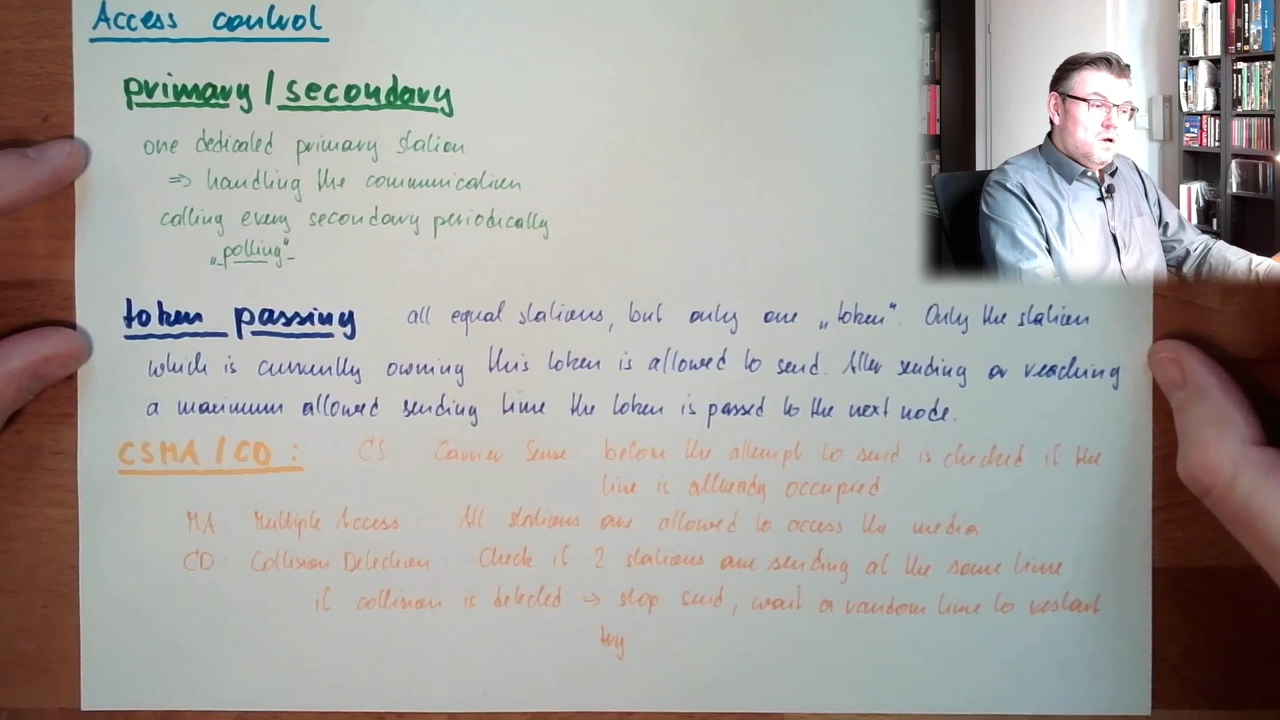 Access control
primary / secondary
one dedicated primary station
⇒ handling the communication
calling every secondary periodically
„polling“
token passing all equal stations, but only one „token“. Only the station
which is currently owning this token is allowed to send. After sending or reaching
a maximum allowed sending time the token is passed to the next node.
CSMA / CD : CS Carrier Sense: before the attempt to send is checked if the
line is allready occupied
MA Multiple Access : All stations are allowed to access the media
CD Collision Detection : Check if 2 stations are sending at the same time
if collision is detected ⇒ stop send, wait a random time to restart
try